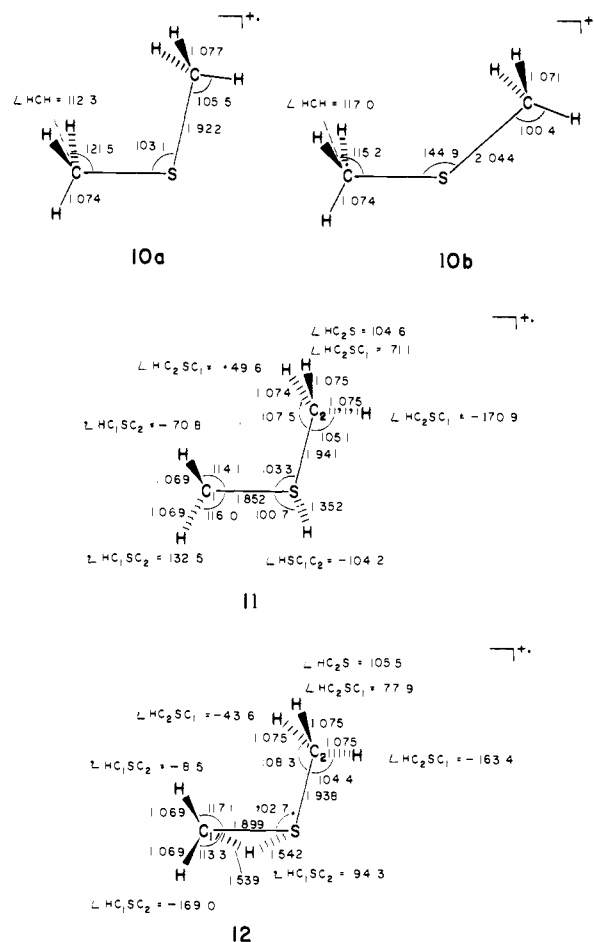 ⁺·
⁺
H
H
1.077
C
H
105.5
1.922
∠HCH = 112.3
H
H
121.5
103.1
C
S
1.074
H
10a
H
H
1.071
C
H
100.4
∠HCH = 117.0
H
H
115.2
144.9
2.044
C
S
1.074
H
10b
⁺·
∠HC₂S = 104.6
∠HC₂SC₁ = 71.1
∠HC₂SC₁ = -49.6
H
H
1.075
1.074
1.075
107.5
C₂
H
∠HC₂SC₁ = -170.9
105.1
1.941
∠HC₁SC₂ = -70.8
H
114.1
103.3
1.069
C₁
1.852
S
1.069
116.0
100.7
1.352
H
H
∠HC₁SC₂ = 132.5
∠HSC₁C₂ = -104.2
11
⁺·
∠HC₂S = 105.5
∠HC₂SC₁ = 77.9
∠HC₂SC₁ = -43.6
H
H
1.075
1.075
1.075
C₂
H
∠HC₂SC₁ = -163.4
108.3
104.4
1.938
∠HC₁SC₂ = -8.5
H
1.069
117.1
102.7
1.899
C₁
S
1.069
113.3
H
1.542
H
1.539
∠HC₁SC₂ = 94.3
∠HC₁SC₂ = -169.0
12